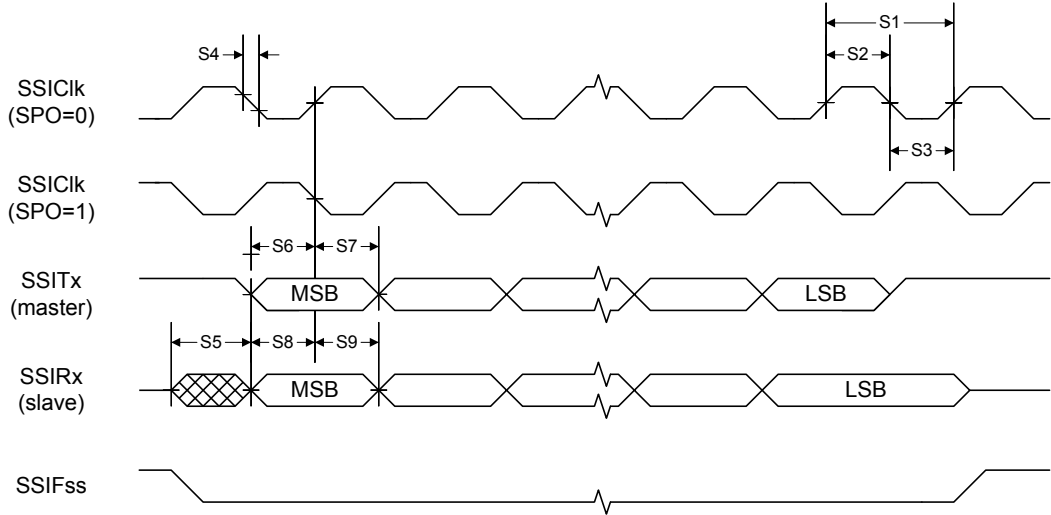 S1
S4
S2
SSIClk
(SPO=0)
S3
SSIClk
(SPO=1)
S6 S7
SSITx
(master)
MSB LSB
S5 S8 S9
SSIRx
(slave)
MSB LSB
SSIFss